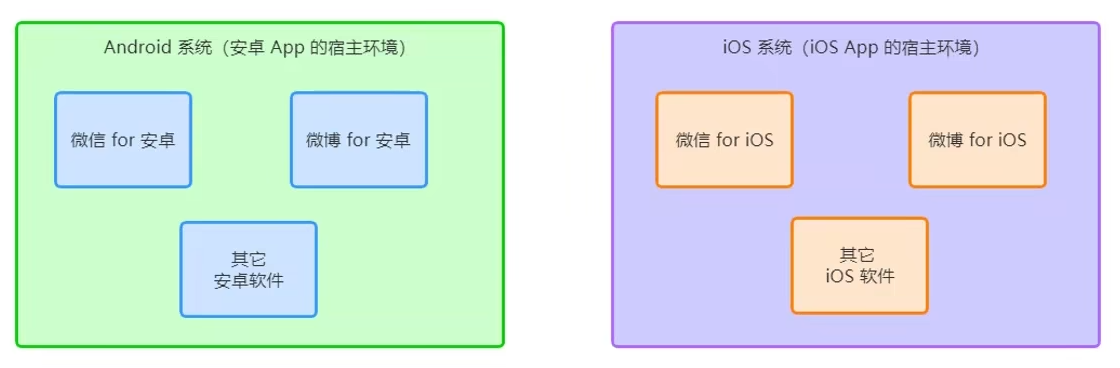 Android 系统（安卓 App 的宿主环境）
微信 for 安卓
微博 for 安卓
其它
安卓软件
iOS 系统（iOS App 的宿主环境）
微信 for iOS
微博 for iOS
其它
iOS 软件